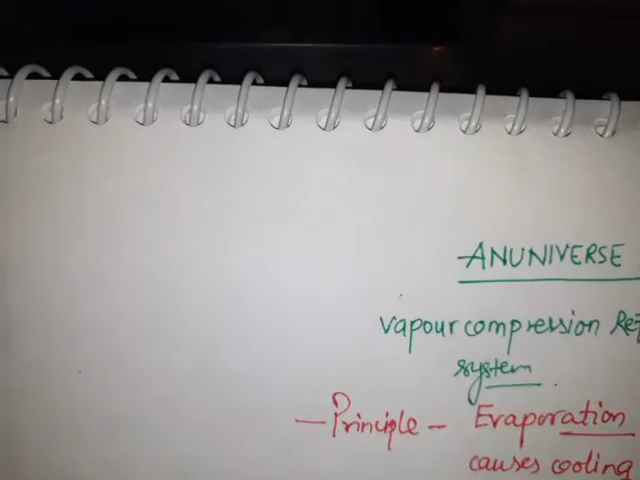 ANUNIVERSE
vapour compression
system
— Principle — Evaporation
causes cooling